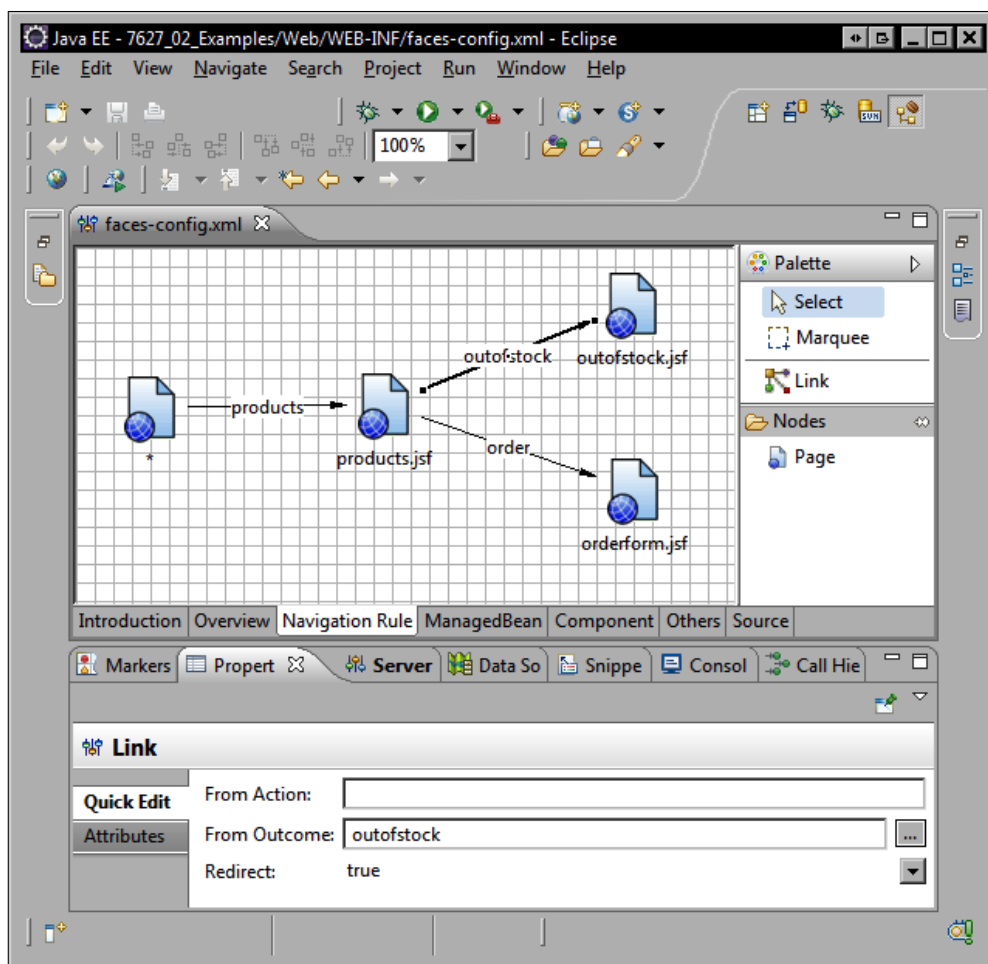 Java EE - 7627_02_Examples/Web/WEB-INF/faces-config.xml - Eclipse
File Edit View Navigate Search Project Run Window Help
SVN
100%
faces-config.xml
Palette
Select
Marquee
Link
Nodes
Page
outofstock
outofstock.jsf
products
*
products.jsf
order
orderform.jsf
Introduction Overview Navigation Rule ManagedBean Component Others Source
Markers Propert Server Data So Snippe Consol Call Hie
Link
Quick Edit
Attributes
From Action:
From Outcome: outofstock ...
Redirect: true